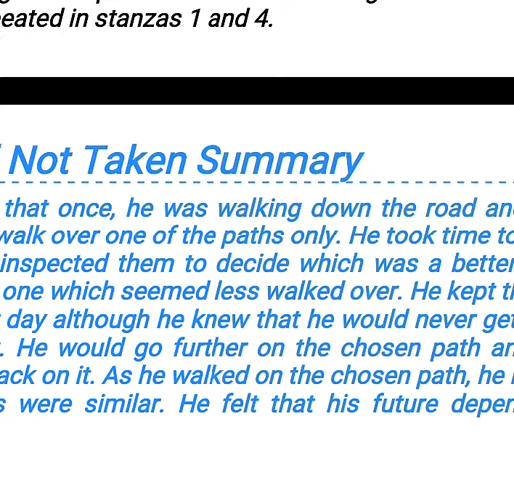 eated in stanzas 1 and 4.
Not Taken Summary
that once, he was walking down the road an
walk over one of the paths only. He took time to
inspected them to decide which was a better
one which seemed less walked over. He kept t
day although he knew that he would never get
. He would go further on the chosen path an
ack on it. As he walked on the chosen path, he
s were similar. He felt that his future depen